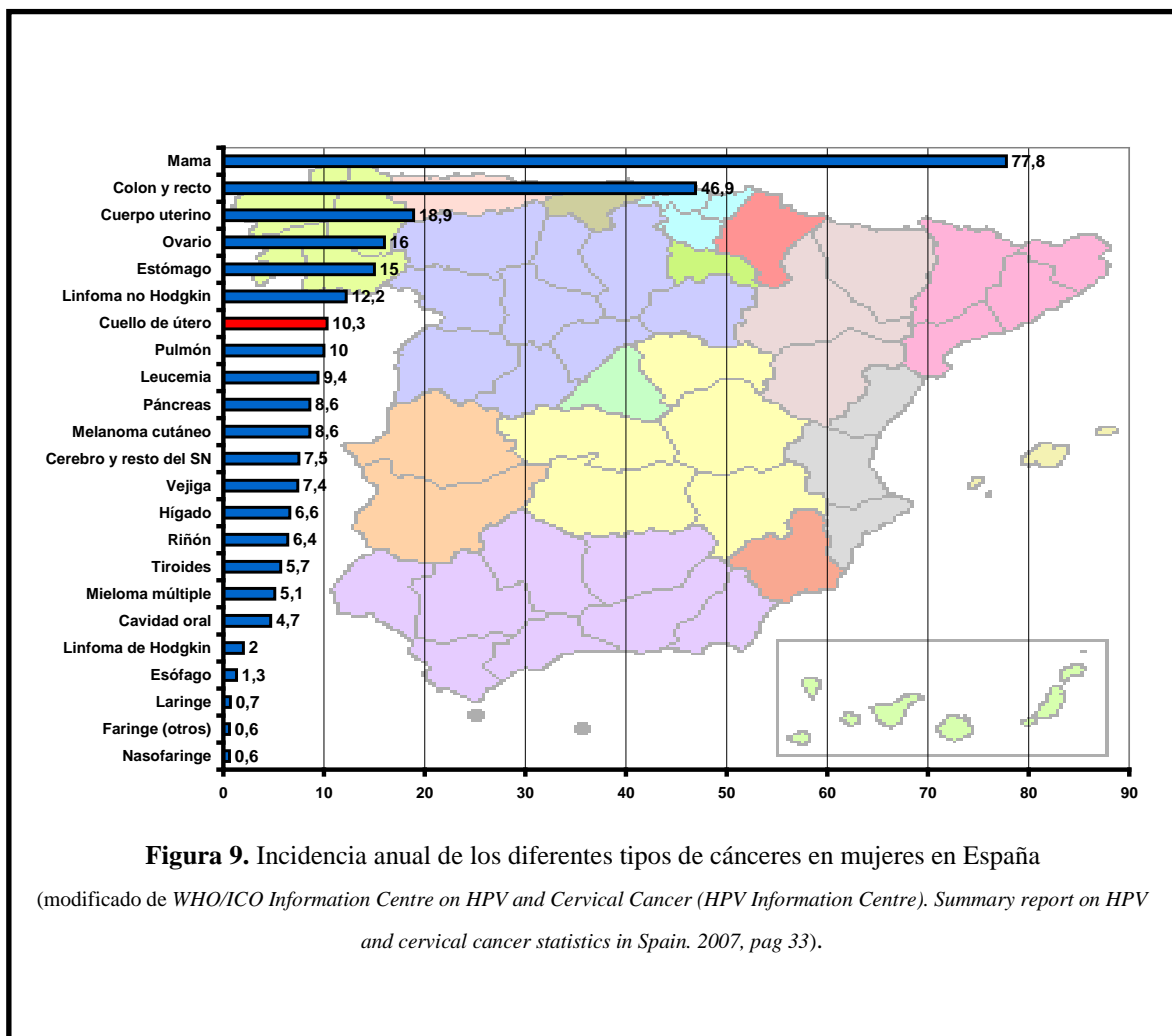 Mama 77,8
Colon y recto 46,9
Cuerpo uterino 18,9
Ovario 16
Estómago 15
Linfoma no Hodgkin 12,2
Cuello de útero 10,3
Pulmón 10
Leucemia 9,4
Páncreas 8,6
Melanoma cutáneo 8,6
Cerebro y resto del SN 7,5
Vejiga 7,4
Hígado 6,6
Riñón 6,4
Tiroides 5,7
Mieloma múltiple 5,1
Cavidad oral 4,7
Linfoma de Hodgkin 2
Esófago 1,3
Laringe 0,7
Faringe (otros) 0,6
Nasofaringe 0,6
0 10 20 30 40 50 60 70 80 90
Figura 9. Incidencia anual de los diferentes tipos de cánceres en mujeres en España
(modificado de WHO/ICO Information Centre on HPV and Cervical Cancer (HPV Information Centre). Summary report on HPV
and cervical cancer statistics in Spain. 2007, pag 33).